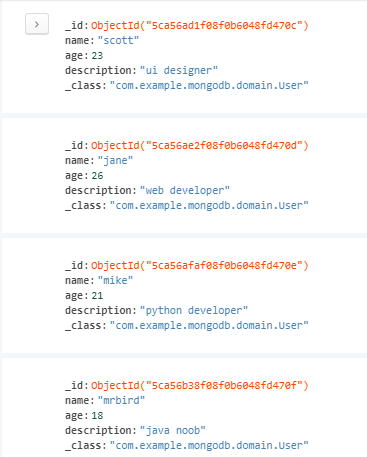 _id:ObjectId("5ca56ad1f08f0b6048fd470c")
name:"scott"
age:23
description:"ui designer"
_class:"com.example.mongodb.domain.User"
_id:ObjectId("5ca56ae2f08f0b6048fd470d")
name:"jane"
age:26
description:"web developer"
_class:"com.example.mongodb.domain.User"
_id:ObjectId("5ca56afaf08f0b6048fd470e")
name:"mike"
age:21
description:"python developer"
_class:"com.example.mongodb.domain.User"
_id:ObjectId("5ca56b38f08f0b6048fd470f")
name:"mrbird"
age:18
description:"java noob"
_class:"com.example.mongodb.domain.User"